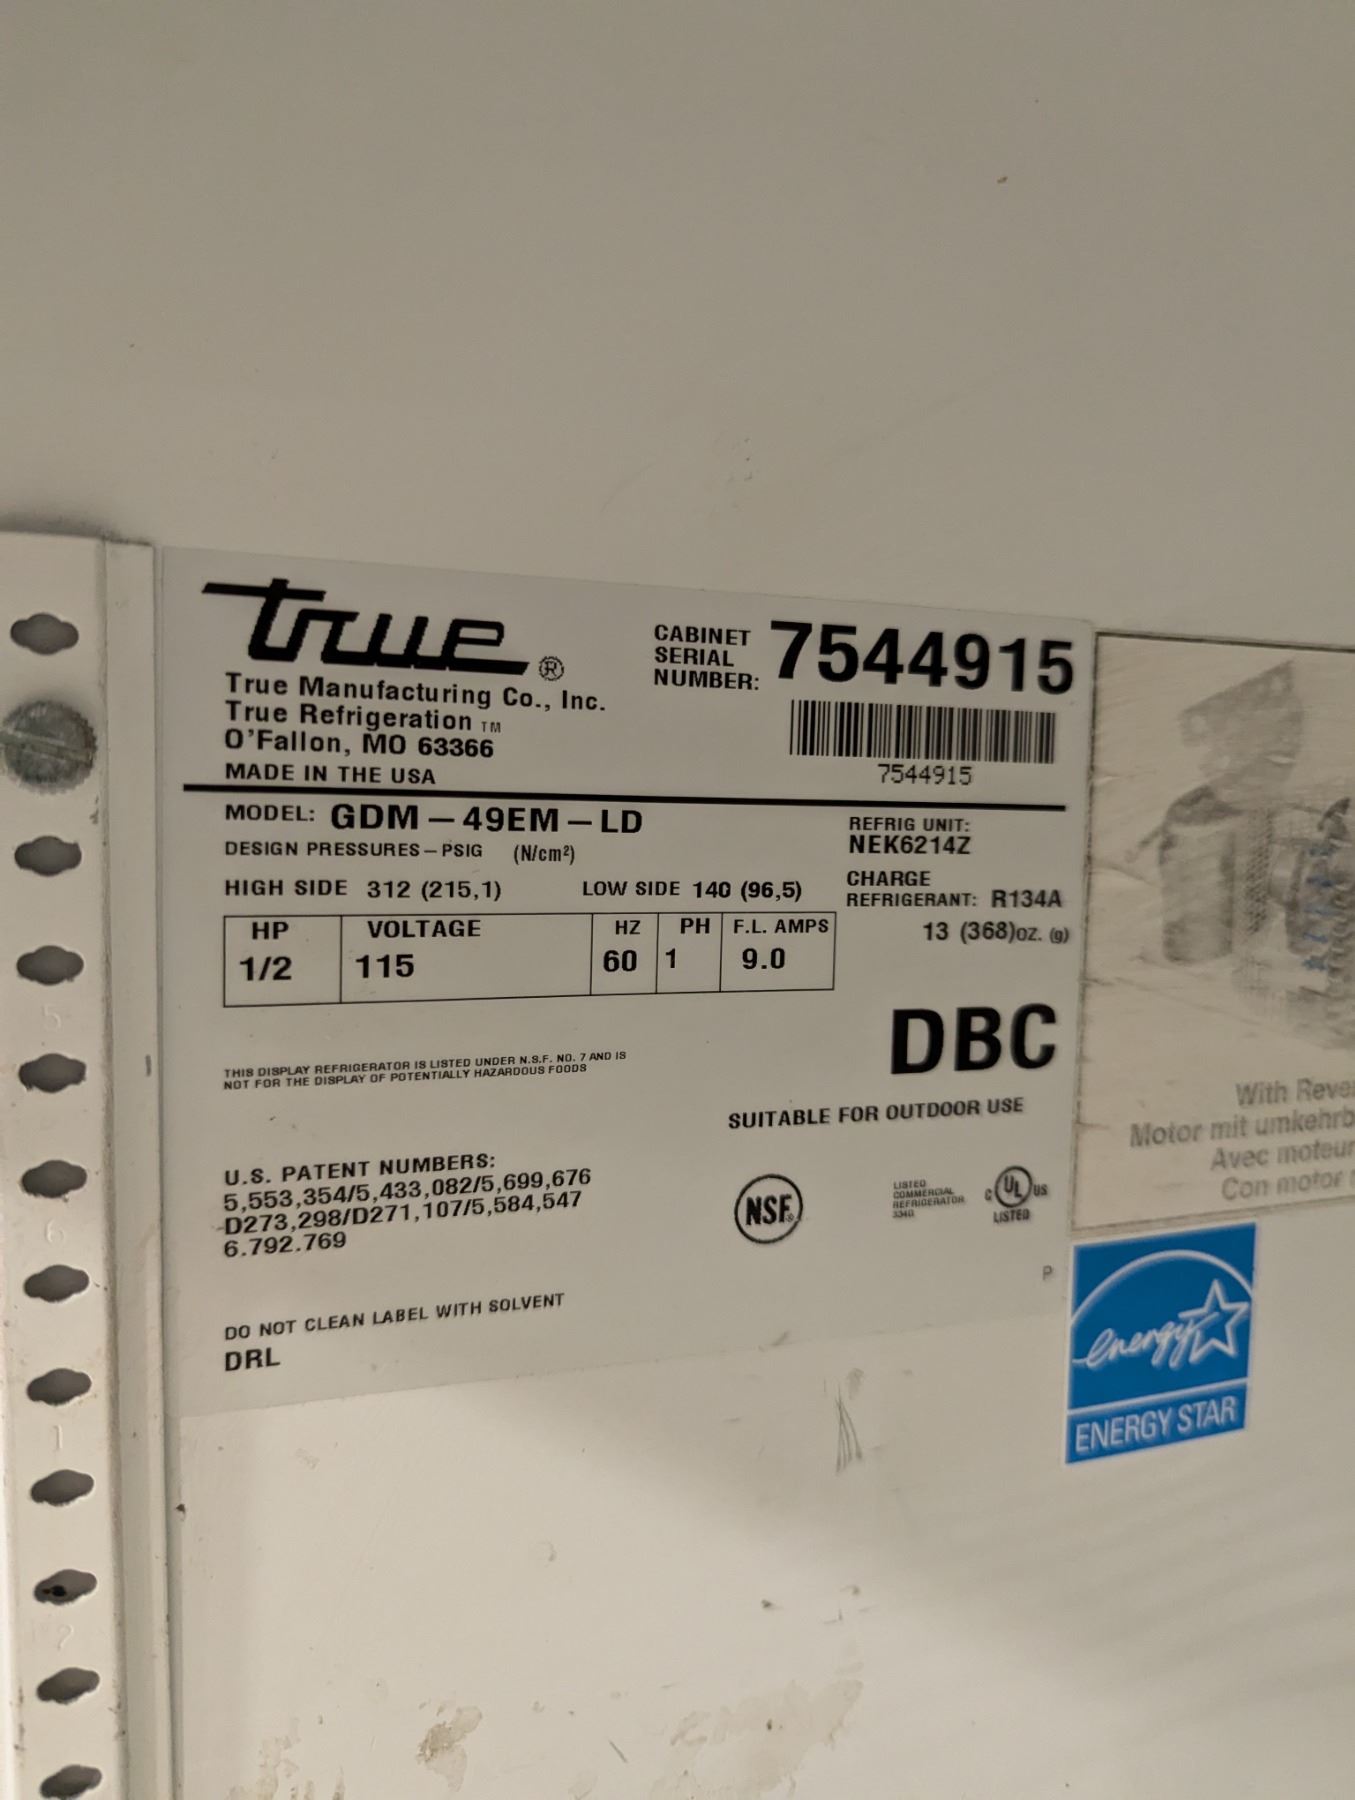 true®
True Manufacturing Co., Inc.
True Refrigeration TM
O'Fallon, MO 63366
MADE IN THE USA
CABINET
SERIAL
NUMBER: 7544915
7544915
MODEL: GDM-49EM-LD
DESIGN PRESSURES-PSIG (N/cm²)
HIGH SIDE 312 (215,1) LOW SIDE 140 (96,5)
REFRIG UNIT:
NEK6214Z
CHARGE
REFRIGERANT: R134A
13 (368)oz. (g)
HP VOLTAGE HZ PH F.L. AMPS
1/2 115 60 1 9.0
DBC
THIS DISPLAY REFRIGERATOR IS LISTED UNDER N.S.F. NO. 7 AND IS
NOT FOR THE DISPLAY OF POTENTIALLY HAZARDOUS FOODS
SUITABLE FOR OUTDOOR USE
U.S. PATENT NUMBERS:
5,553,354/5,433,082/5,699,676
D273,298/D271,107/5,584,547
6.792.769
NSF®
LISTED
COMMERCIAL
REFRIGERATOR
C UL US
LISTED
P
DO NOT CLEAN LABEL WITH SOLVENT
DRL
With Reve
Motor mit umkehrb
Avec moteur
Con motor
energy
ENERGY STAR
5
6
1
2